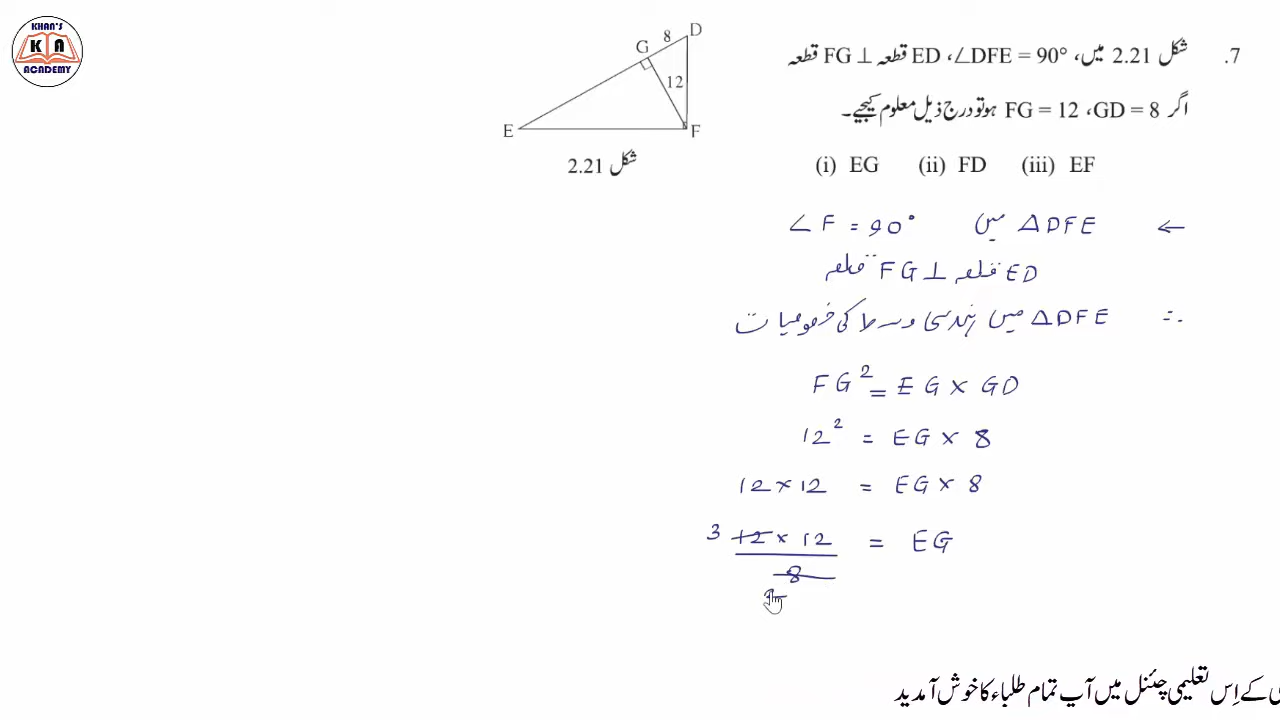 KHAN'S
K A
ACADEMY
D
8
G
12
E
F
شکل 2.21
7. شکل 2.21 میں، ∠DFE = 90°، قطعہ FG ⊥ قطعہ ED
اگر FG = 12 ،GD = 8 ہو تو درج ذیل معلوم کیجیے۔
(i) EG (ii) FD (iii) EF
← ΔDFE میں ∠F = 90°
قطعہ FG ⊥ قطعہ ED
∴ ΔDFE میں ہندسی وسط کی خصوصیات
FG² = EG × GD
12² = EG × 8
12 × 12 = EG × 8
3 12 × 12 = EG
8
کے اِس تعلیمی چئنل میں آپ تمام طلباء کا خوش آمدید